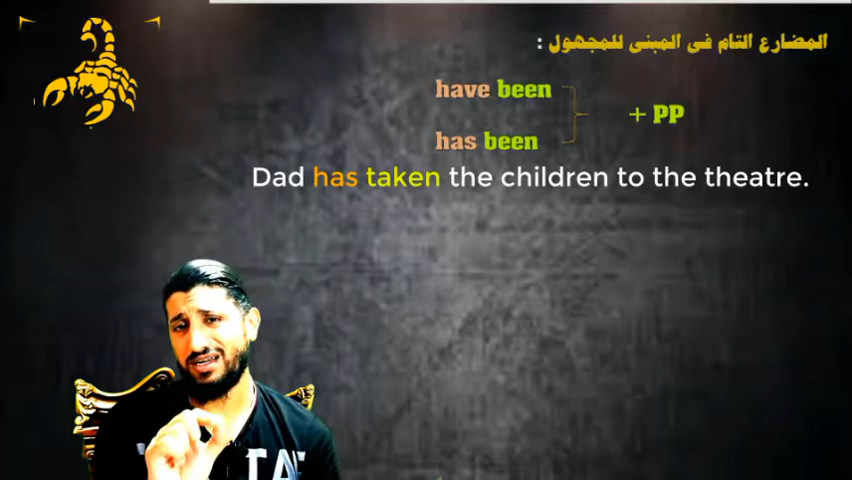 المضارع التام فى المبنى للمجهول :
have been
+ pp
has been
Dad has taken the children to the theatre.